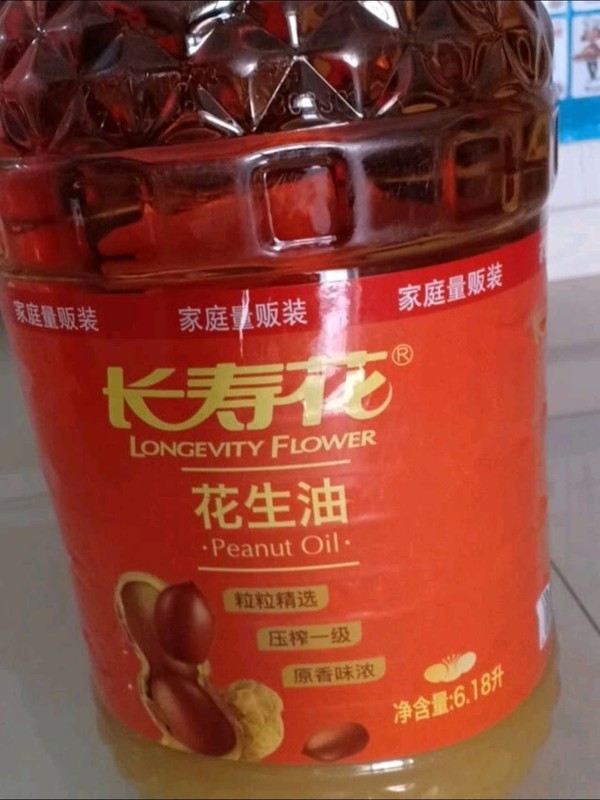 家庭量贩装 家庭量贩装 家庭量贩装
长寿花®
LONGEVITY FLOWER
花生油
·Peanut Oil·
粒粒精选
压榨一级
原香味浓
净含量:6.18升